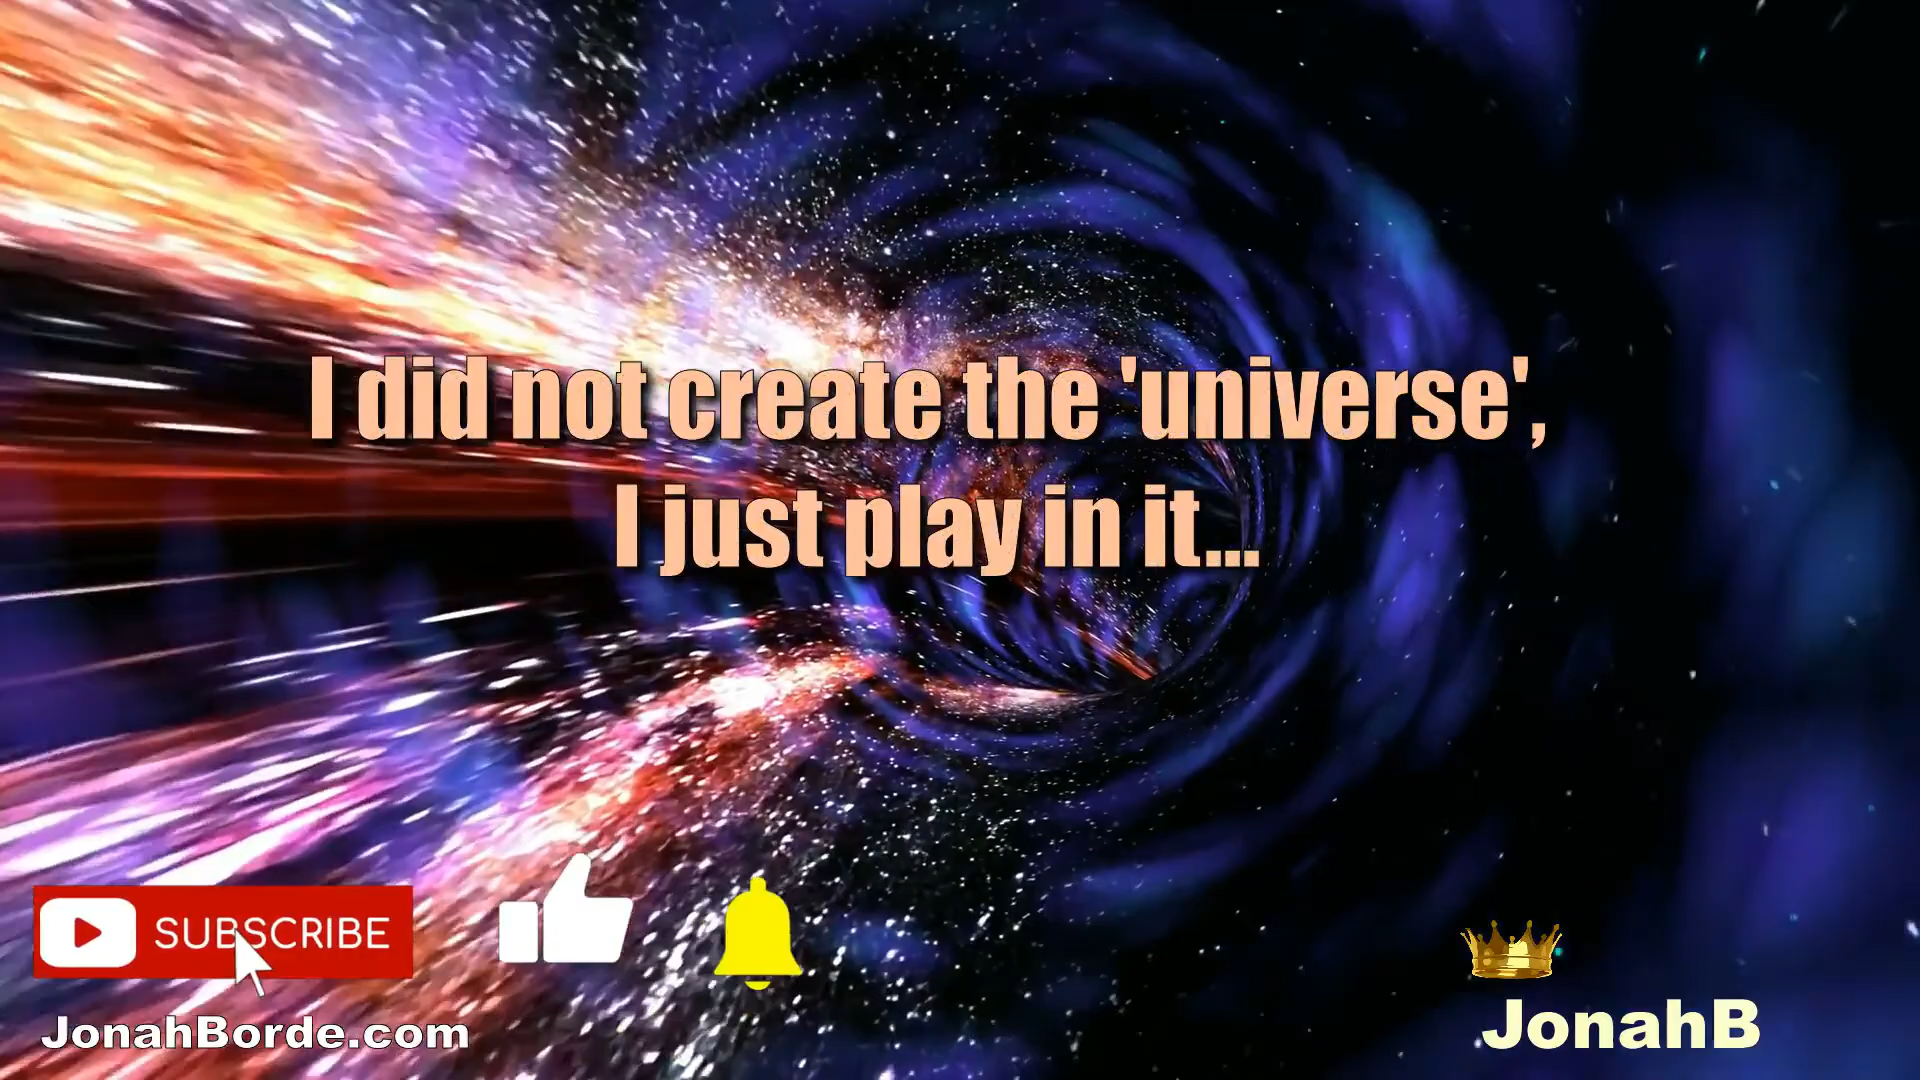 I did not create the 'universe',
I just play in it...
SUBSCRIBE
JonahBorde.com
JonahB